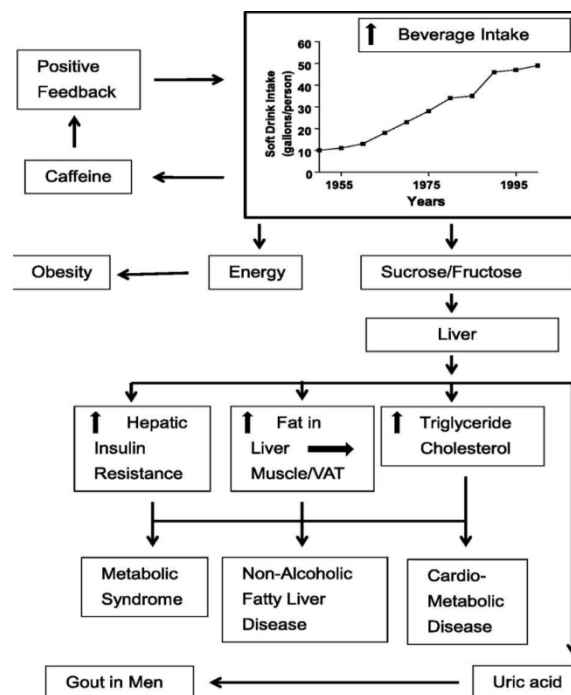 Beverage Intake
Positive
Feedback
Soft Drink Intake
(gallons/person)
60
50
40
30
20
10
0
1955
1975
1995
Years
Caffeine
Obesity
Energy
Sucrose/Fructose
Liver
Hepatic
Insulin
Resistance
Fat in
Liver
Muscle/VAT
Triglyceride
Cholesterol
Metabolic
Syndrome
Non-Alcoholic
Fatty Liver
Disease
Cardio-
Metabolic
Disease
Gout in Men
Uric acid